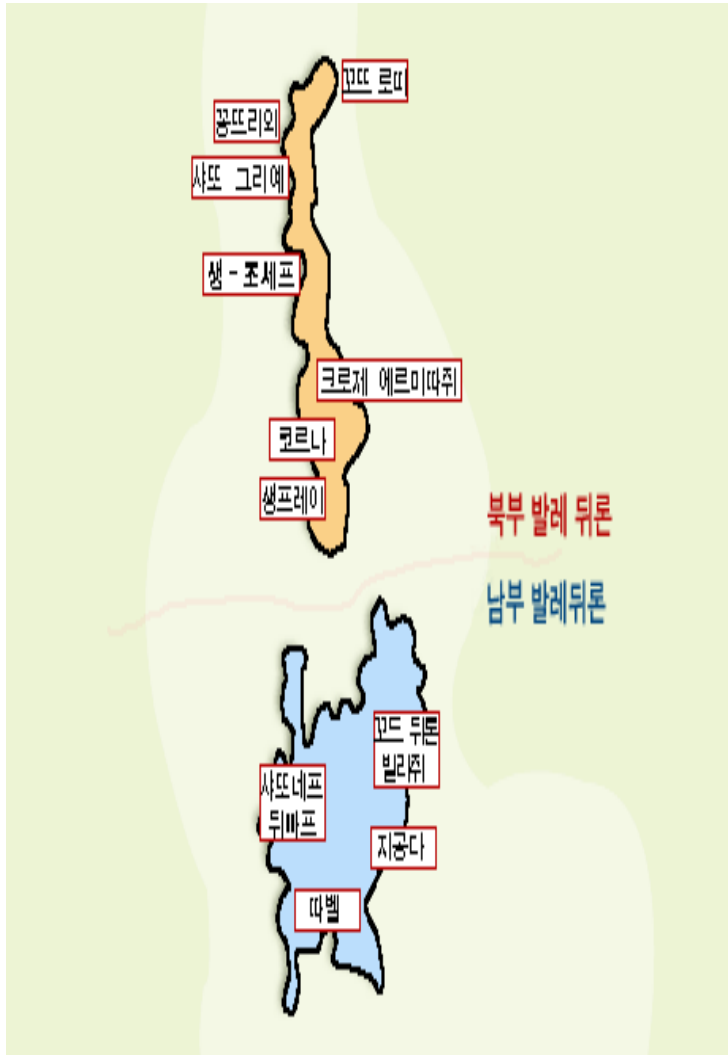 꼬뜨 로띠
꽁뜨리외
샤또 그리예
생-조세프
크로제 에르미따쥐
코르나
생프레이
북부 발레 뒤론
남부 발레뒤론
꼬드 뒤론
빌라쥐
샤또네프
뒤빠프
지공다
따벨